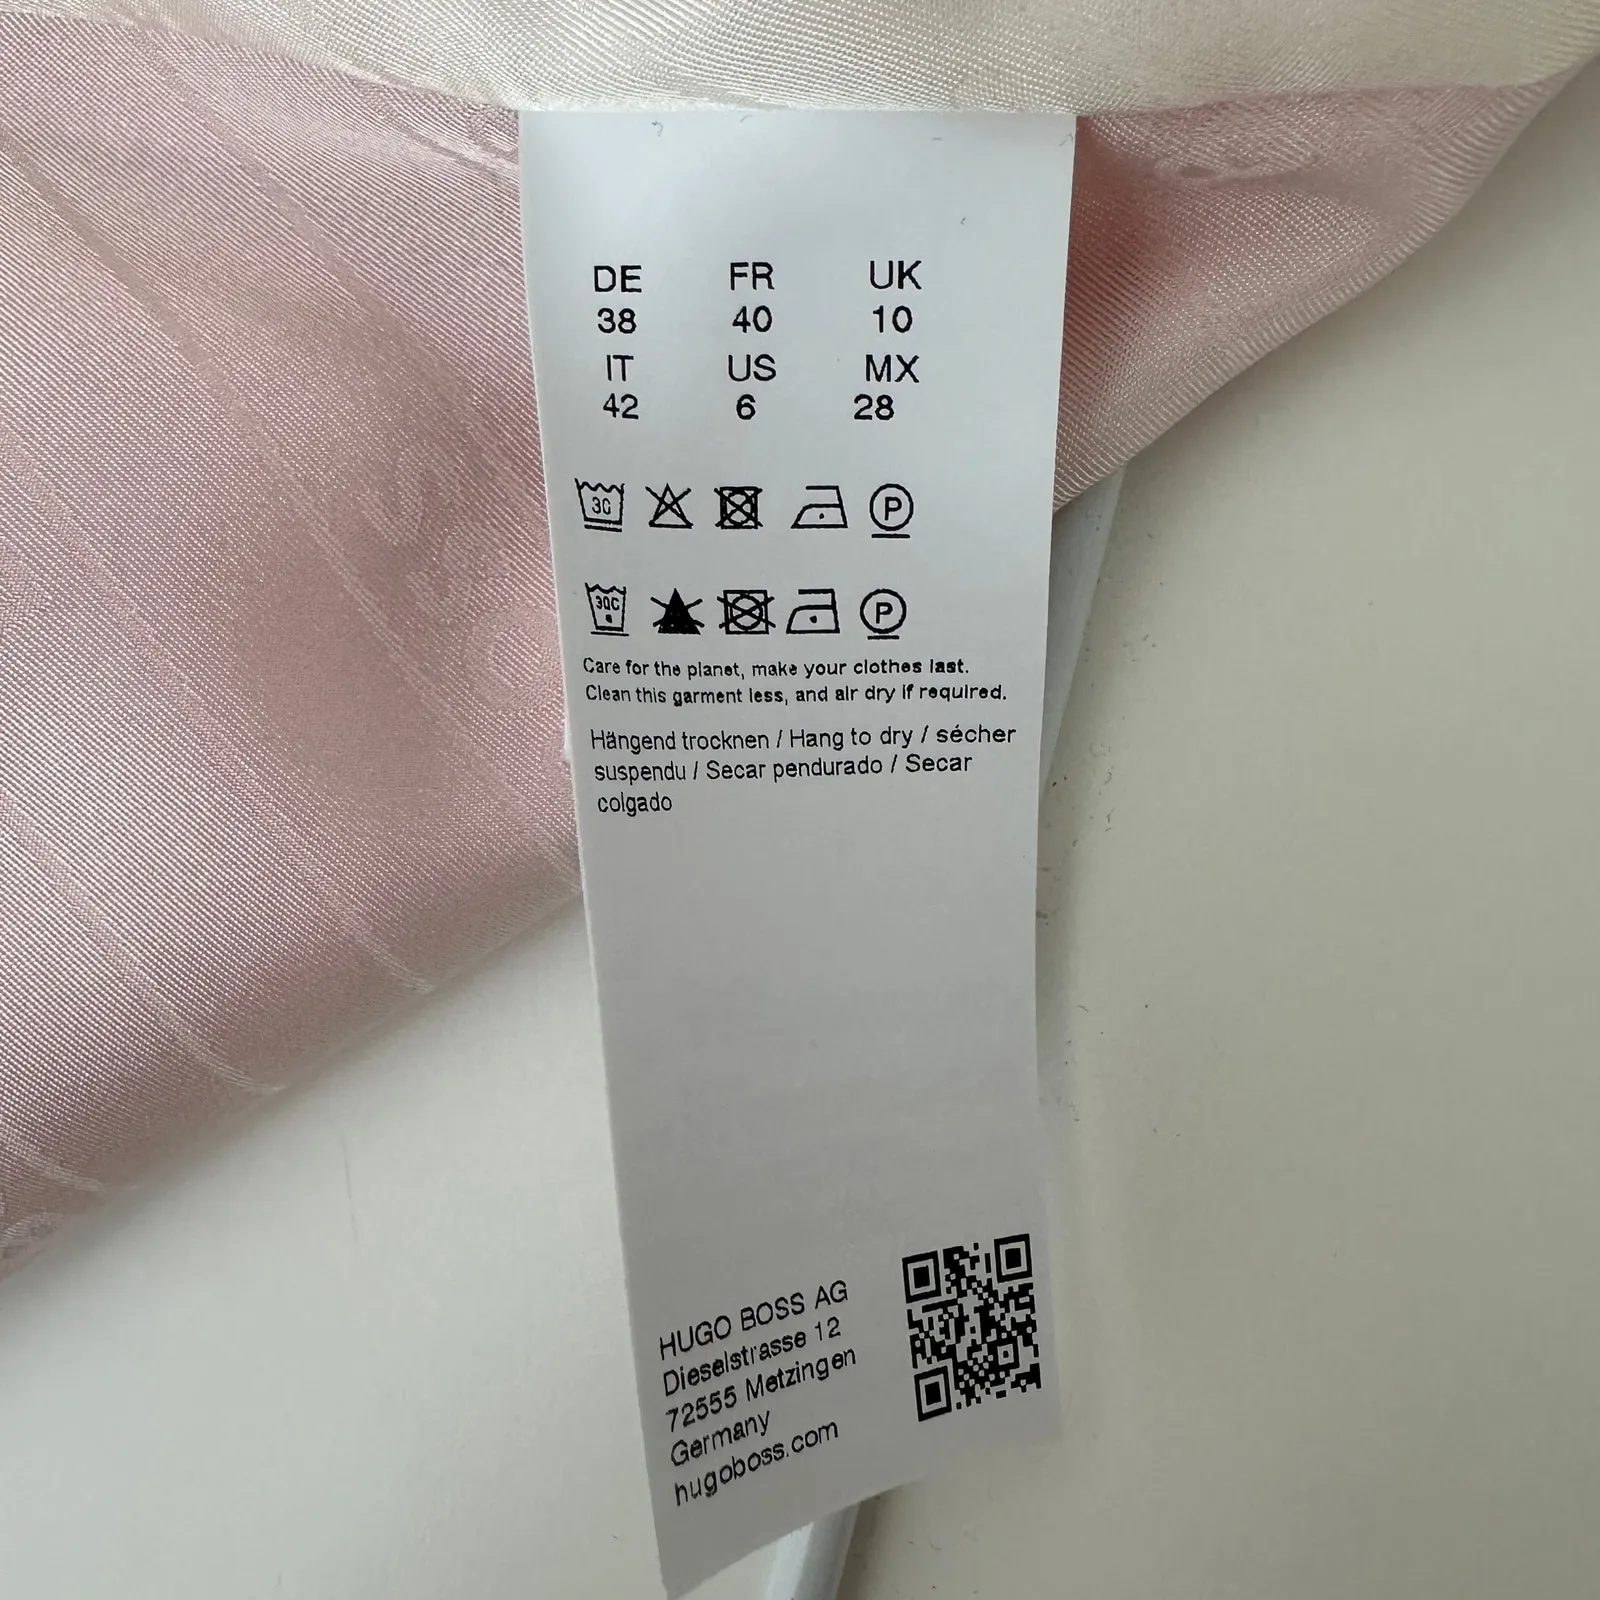 DE FR UK
38 40 10
IT US MX
42 6 28
30 P
30C P
Care for the planet, make your clothes last.
Clean this garment less, and air dry if required.
Hängend trocknen / Hang to dry / sécher
suspendu / Secar pendurado / Secar
colgado
HUGO BOSS AG
Dieselstrasse 12
72555 Metzingen
Germany
hugoboss.com